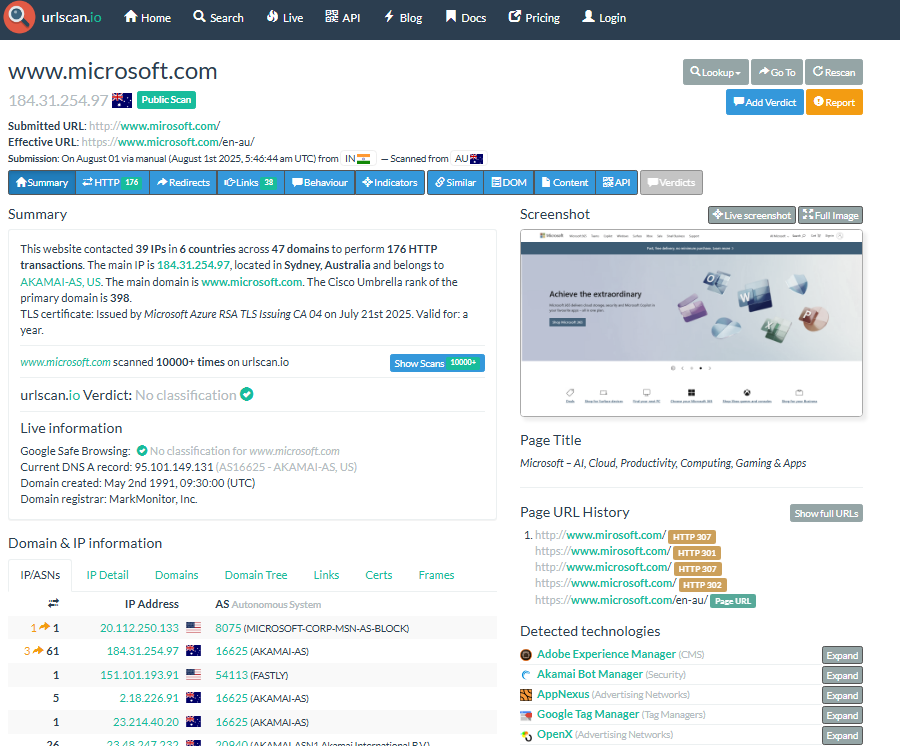 urlscan.io Home Search Live API Blog Docs Pricing Login
www.microsoft.com
Lookup Go To Rescan
184.31.254.97 Public Scan
Add Verdict Report
Submitted URL: http://www.mirosoft.com/
Effective URL: https://www.microsoft.com/en-au/
Submission: On August 01 via manual (August 1st 2025, 5:46:44 am UTC) from IN — Scanned from AU
Summary HTTP 176 Redirects Links 38 Behaviour Indicators Similar DOM Content API Verdicts
Summary
This website contacted 39 IPs in 6 countries across 47 domains to perform 176 HTTP
transactions. The main IP is 184.31.254.97, located in Sydney, Australia and belongs to
AKAMAI-AS, US. The main domain is www.microsoft.com. The Cisco Umbrella rank of the
primary domain is 398.
TLS certificate: Issued by Microsoft Azure RSA TLS Issuing CA 04 on July 21st 2025. Valid for: a
year.
www.microsoft.com scanned 10000+ times on urlscan.io Show Scans 10000+
urlscan.io Verdict: No classification
Live information
Google Safe Browsing: No classification for www.microsoft.com
Current DNS A record: 95.101.149.131 (AS16625 - AKAMAI-AS, US)
Domain created: May 2nd 1991, 09:30:00 (UTC)
Domain registrar: MarkMonitor, Inc.
Domain & IP information
IP/ASNs IP Detail Domains Domain Tree Links Certs Frames
IP Address AS Autonomous System
1 1 20.112.250.133 8075 (MICROSOFT-CORP-MSN-AS-BLOCK)
3 61 184.31.254.97 16625 (AKAMAI-AS)
1 151.101.193.91 54113 (FASTLY)
5 2.18.226.91 16625 (AKAMAI-AS)
1 23.214.40.20 16625 (AKAMAI-AS)
26 23.48.247.232 20940 (AKAMAI-ASN1 Akamai International B.V.)
Screenshot Live screenshot Full Image
Microsoft
Achieve the extraordinary
Shop Microsoft 365
Page Title
Microsoft – AI, Cloud, Productivity, Computing, Gaming & Apps
Page URL History Show full URLs
1. http://www.mirosoft.com/ HTTP 307
https://www.mirosoft.com/ HTTP 301
http://www.microsoft.com/ HTTP 307
https://www.microsoft.com/ HTTP 302
https://www.microsoft.com/en-au/ Page URL
Detected technologies
Adobe Experience Manager (CMS) Expand
Akamai Bot Manager (Security) Expand
AppNexus (Advertising Networks) Expand
Google Tag Manager (Tag Managers) Expand
OpenX (Advertising Networks) Expand